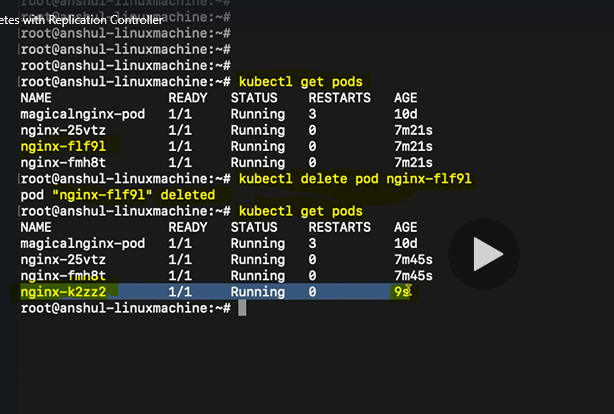 etes with Replication Controller
root@anshul-linuxmachine:~#
root@anshul-linuxmachine:~#
root@anshul-linuxmachine:~#
[root@anshul-linuxmachine:~# kubectl get pods
NAME READY STATUS RESTARTS AGE
magicalnginx-pod 1/1 Running 3 10d
nginx-25vtz 1/1 Running 0 7m21s
nginx-flf9l 1/1 Running 0 7m21s
nginx-fmh8t 1/1 Running 0 7m21s
[root@anshul-linuxmachine:~# kubectl delete pod nginx-flf9l
pod "nginx-flf9l" deleted
[root@anshul-linuxmachine:~# kubectl get pods
NAME READY STATUS RESTARTS AGE
magicalnginx-pod 1/1 Running 3 10d
nginx-25vtz 1/1 Running 0 7m45s
nginx-fmh8t 1/1 Running 0 7m45s
nginx-k2zz2 1/1 Running 0 9s
root@anshul-linuxmachine:~#